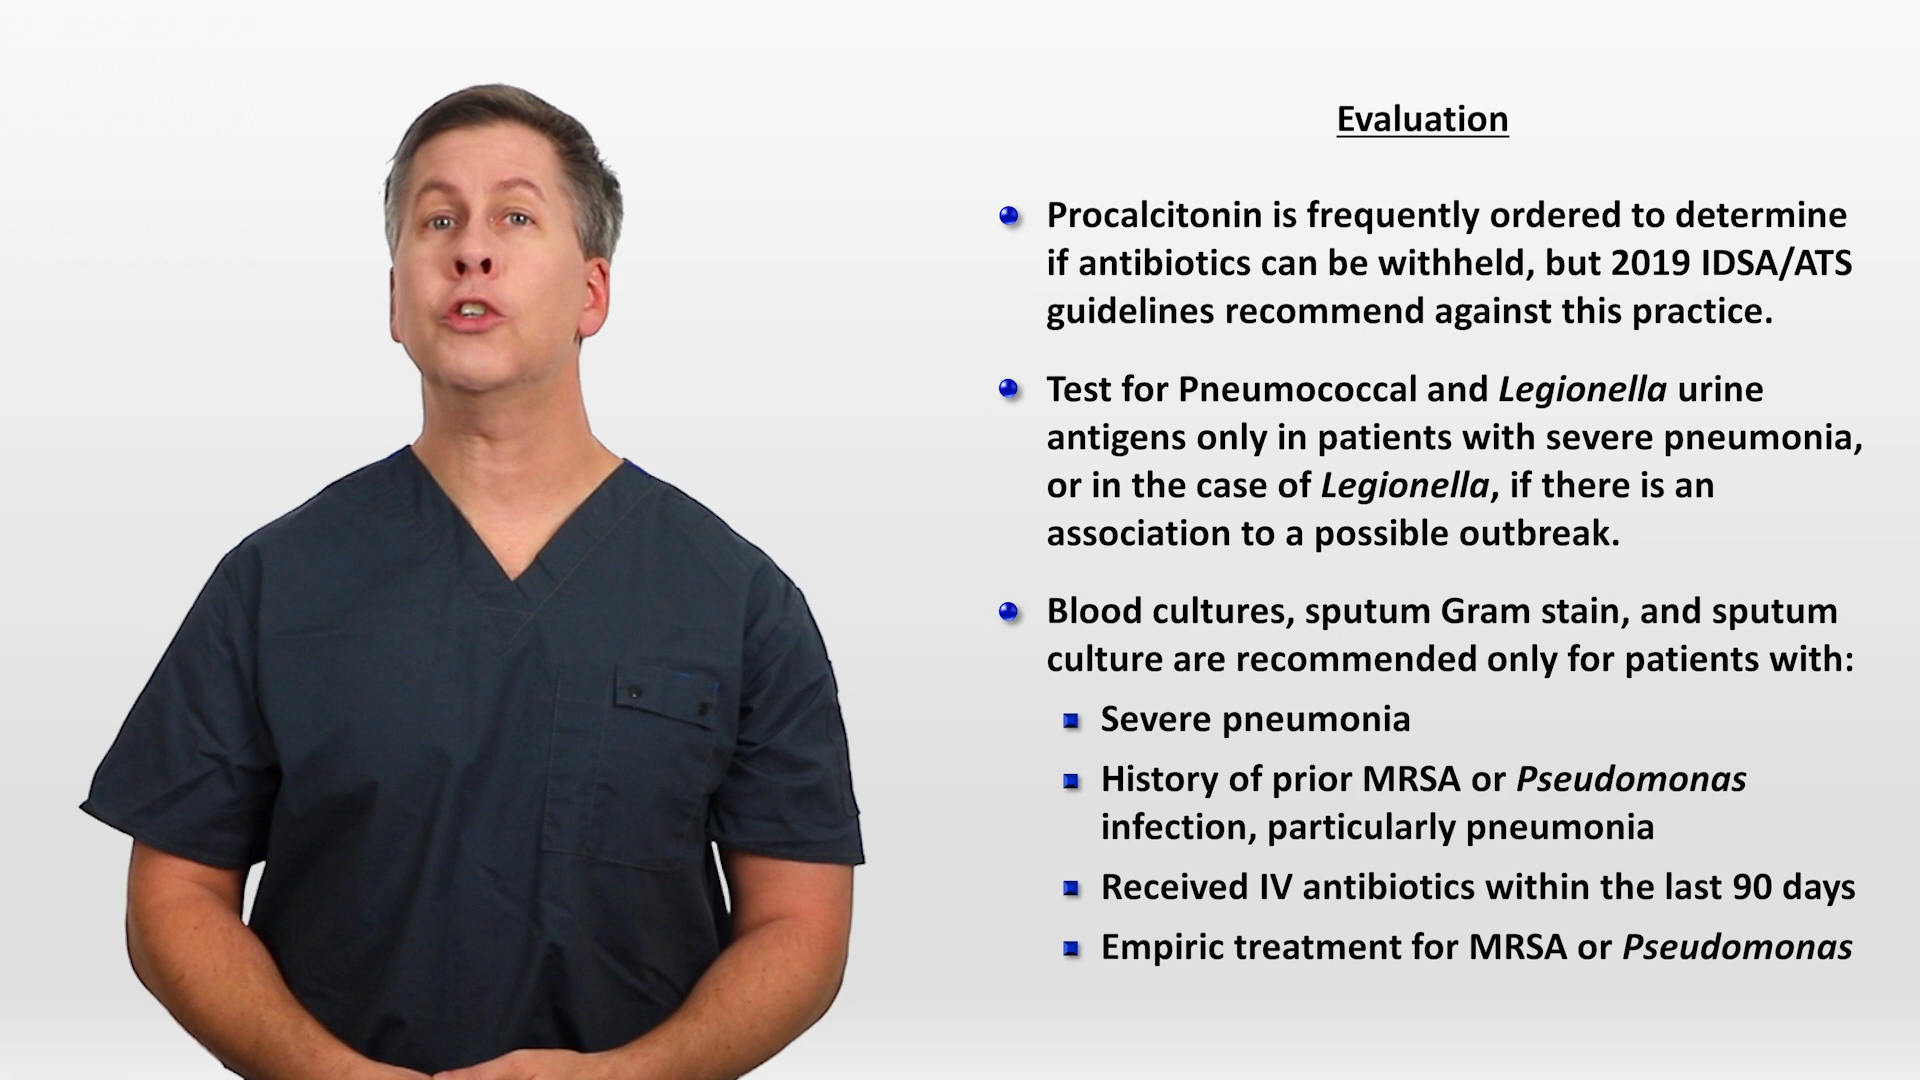 Evaluation
Procalcitonin is frequently ordered to determine
if antibiotics can be withheld, but 2019 IDSA/ATS
guidelines recommend against this practice.
Test for Pneumococcal and Legionella urine
antigens only in patients with severe pneumonia,
or in the case of Legionella, if there is an
association to a possible outbreak.
Blood cultures, sputum Gram stain, and sputum
culture are recommended only for patients with:
Severe pneumonia
History of prior MRSA or Pseudomonas
infection, particularly pneumonia
Received IV antibiotics within the last 90 days
Empiric treatment for MRSA or Pseudomonas